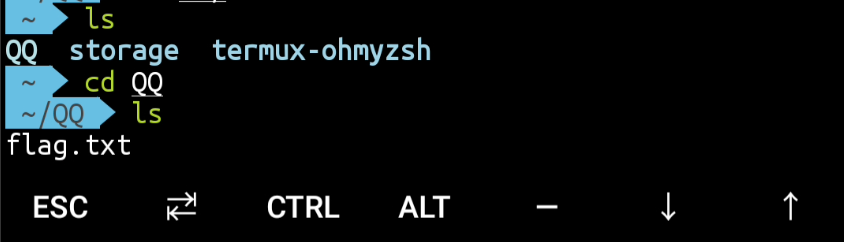 ~ ls
QQ storage termux-ohmyzsh
~ cd QQ
~/QQ ls
flag.txt
ESC CTRL ALT — ↓ ↑